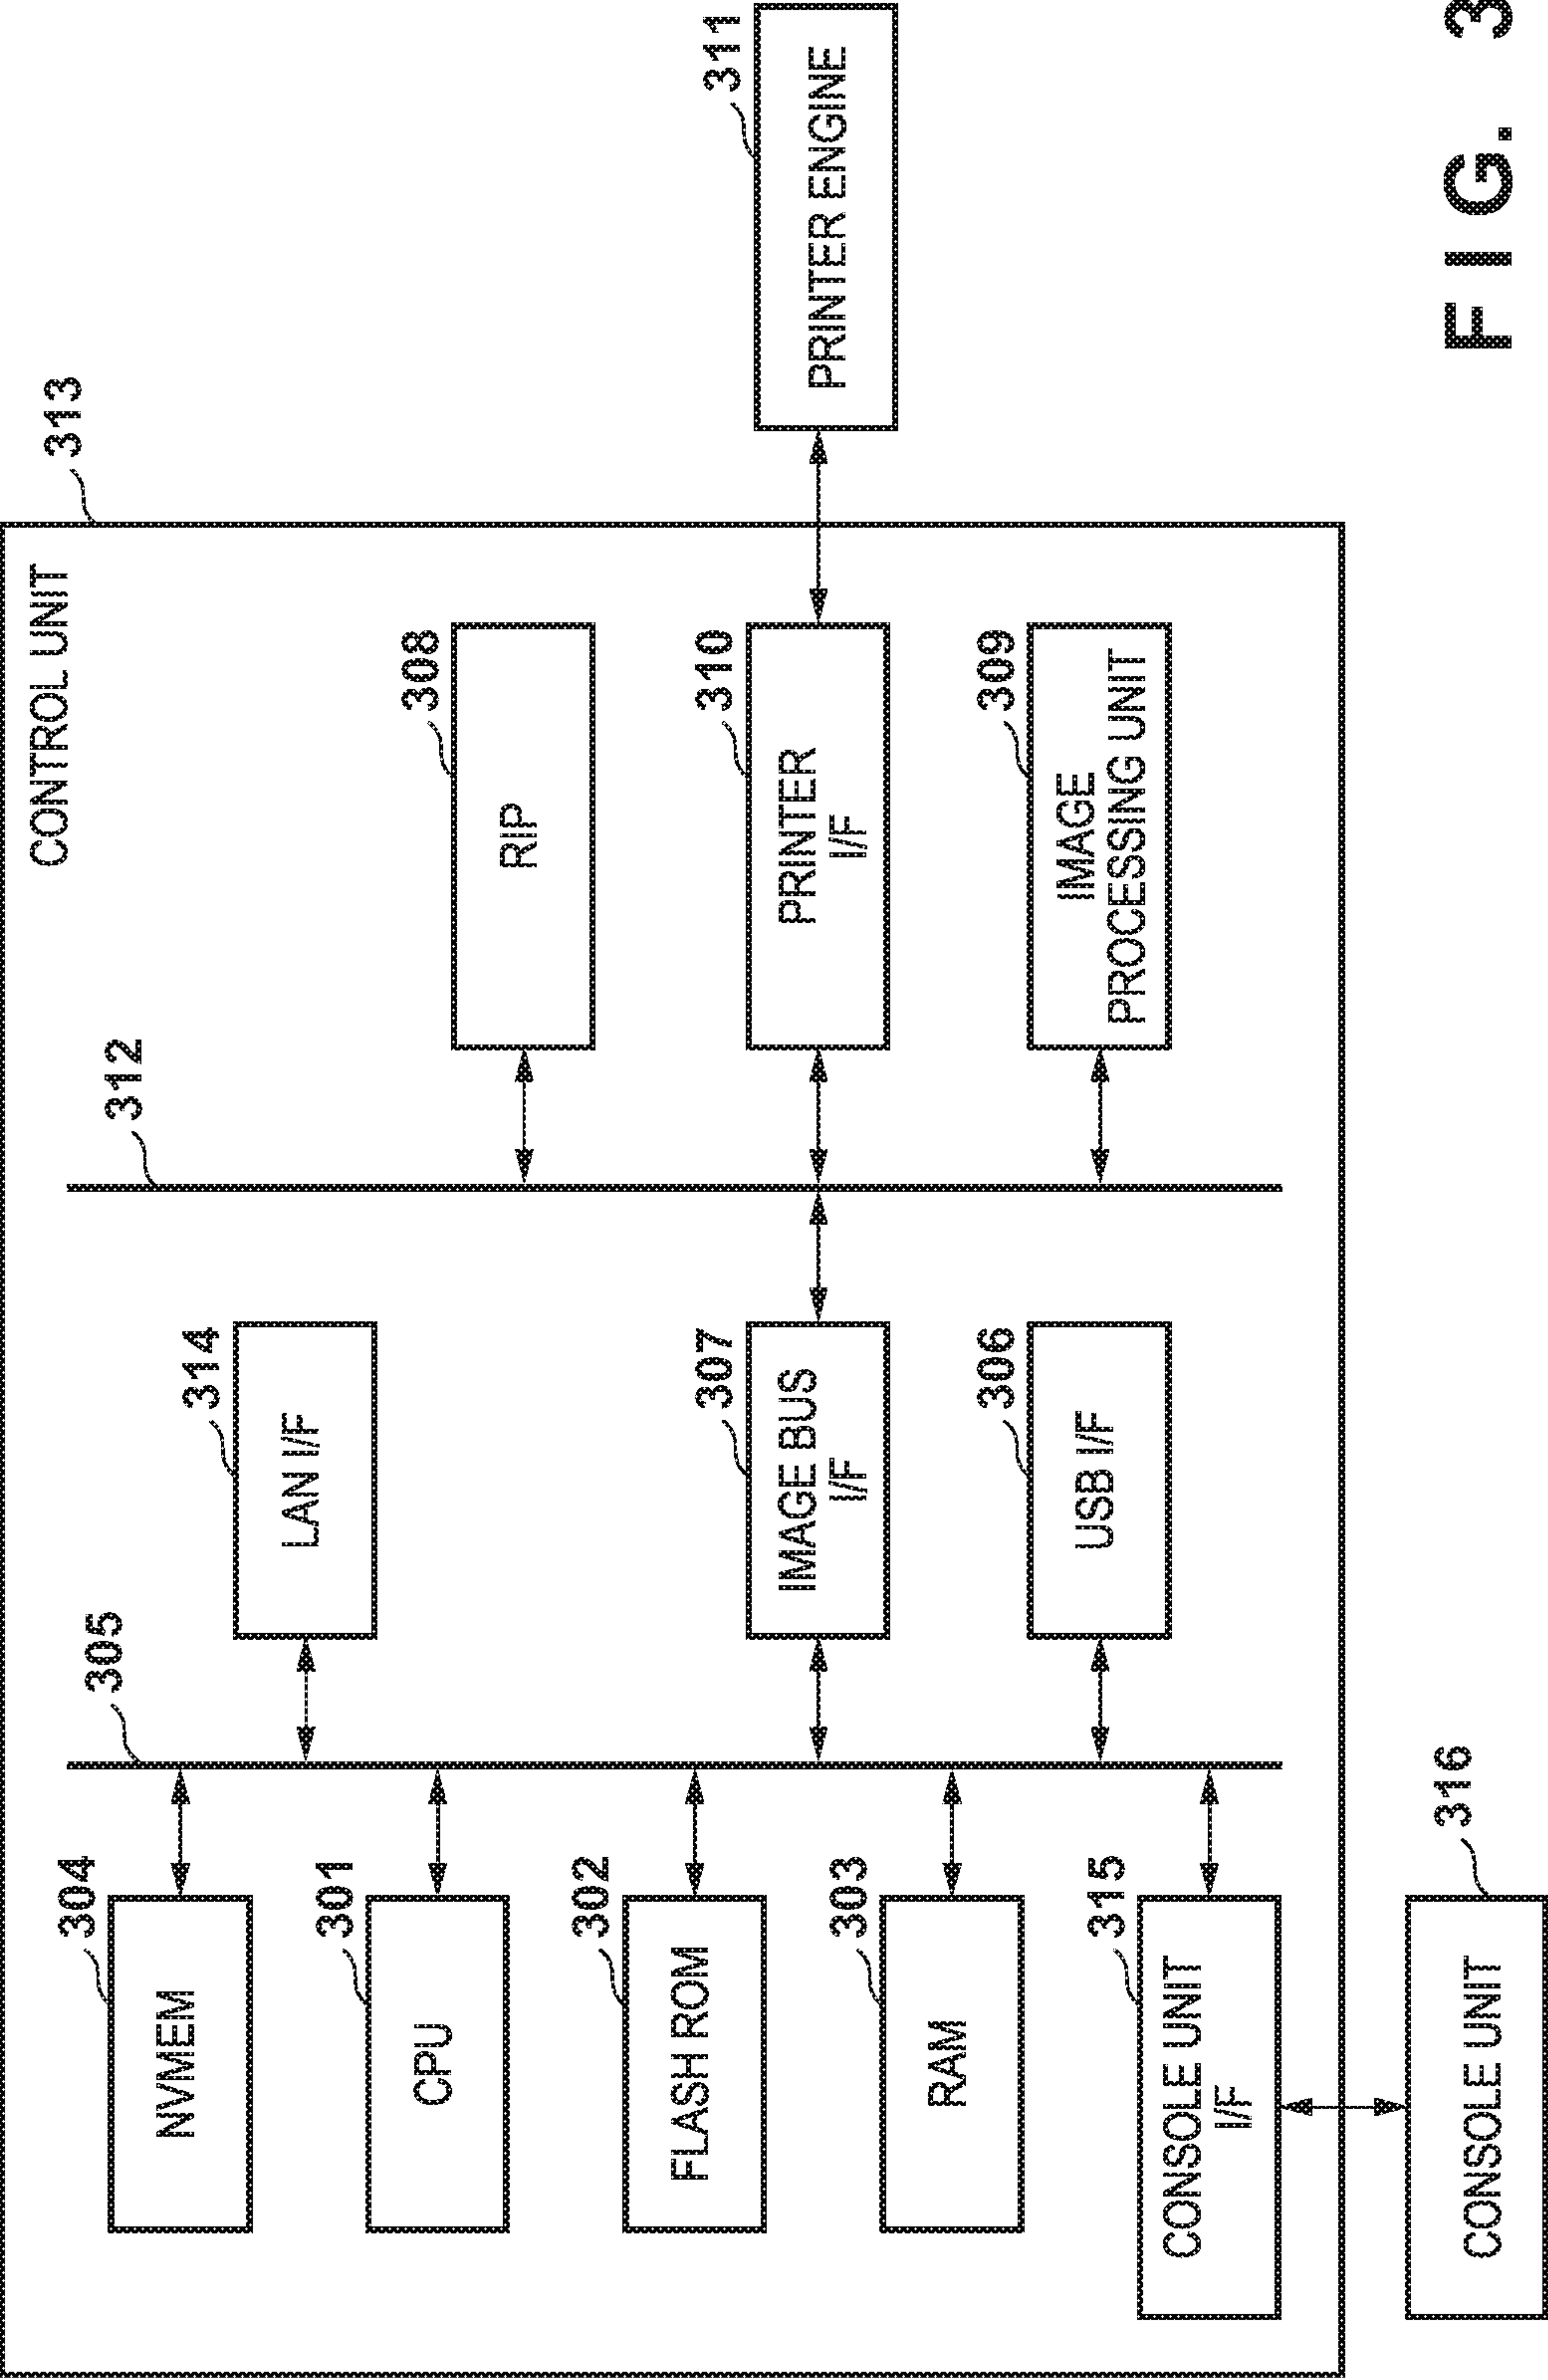 313
CONTROL UNIT
304
NVMEM
301
CPU
302
FLASH ROM
303
RAM
315
CONSOLE UNIT
I/F
316
CONSOLE UNIT
305
314
LAN I/F
307
IMAGE BUS
I/F
306
USB I/F
312
308
RIP
310
PRINTER
I/F
309
IMAGE
PROCESSING UNIT
311
PRINTER ENGINE
FIG. 3